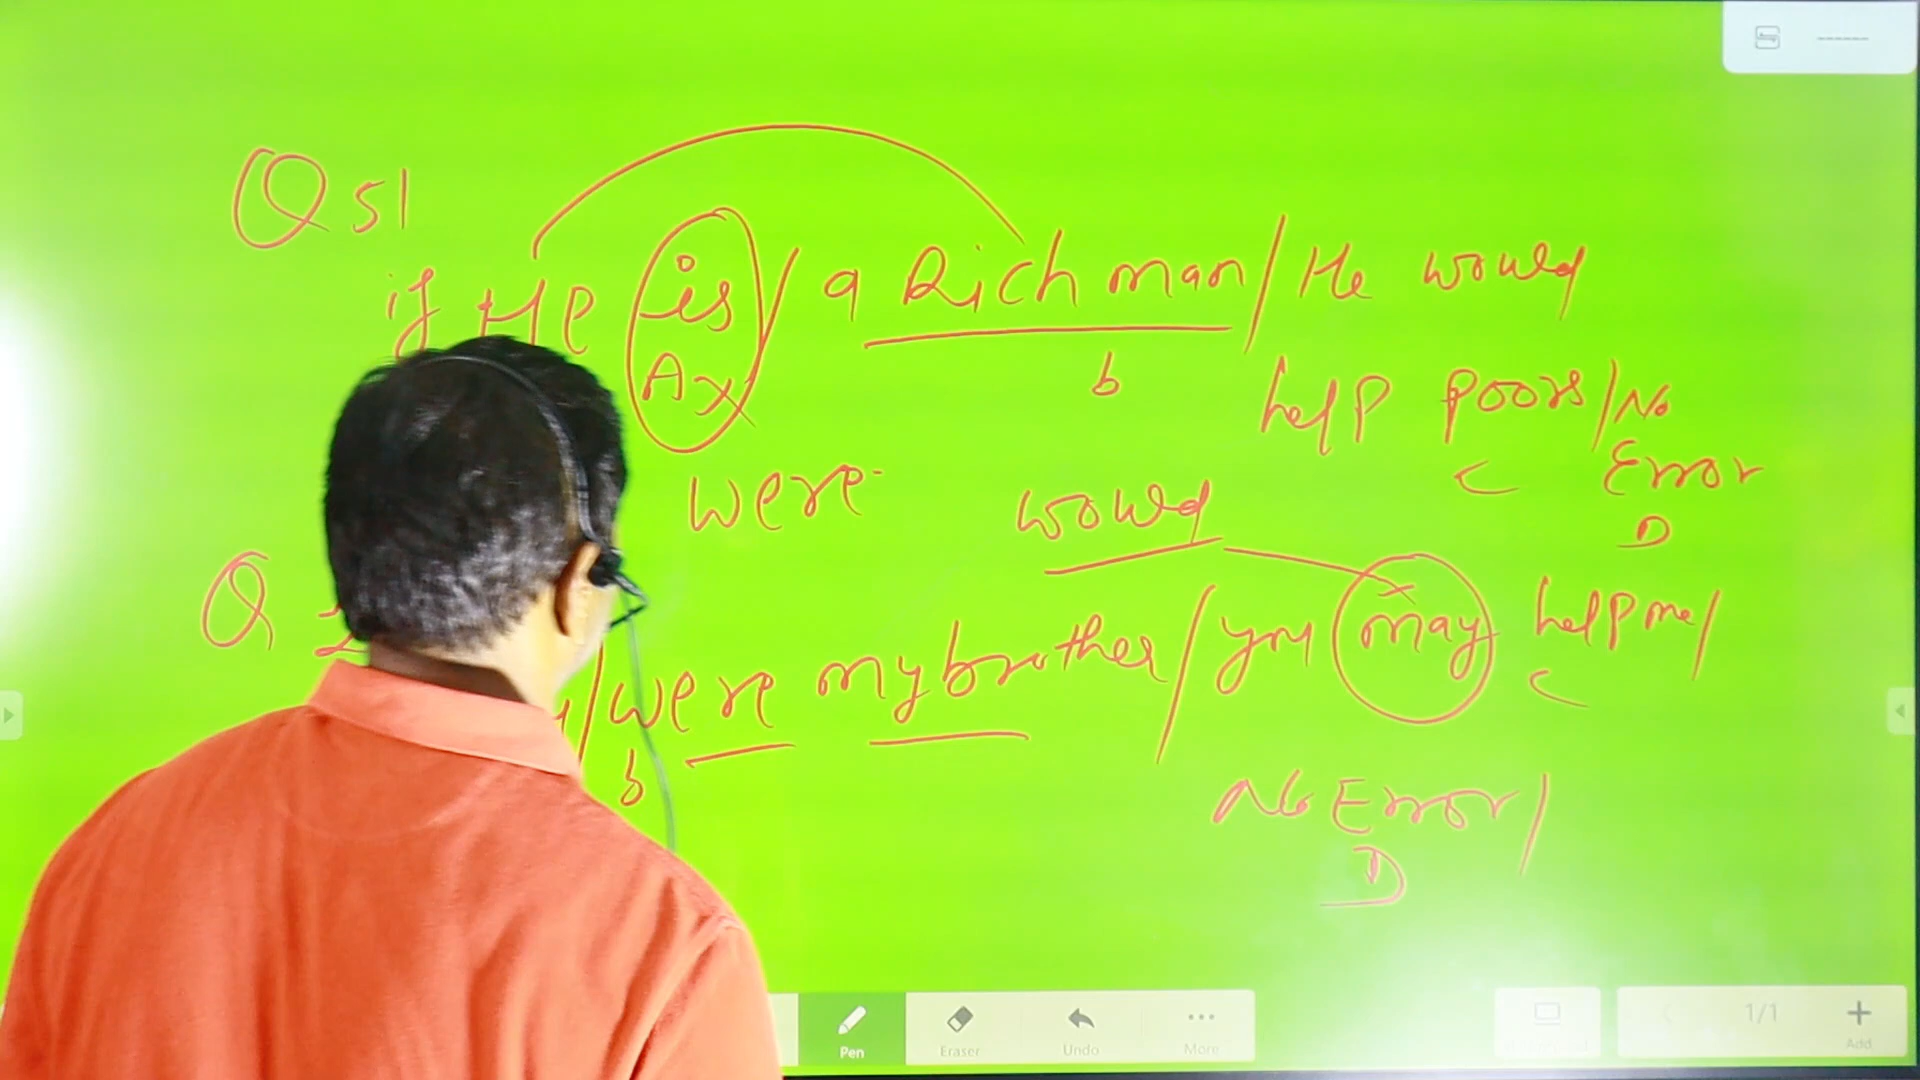 Q 51
if He is / a Rich man / He would
A x b help poors / No
were would C Error
D
Q
/ were my brother / you may help me /
b C
No Error /
D
Pen Eraser Undo More 1/1 Add